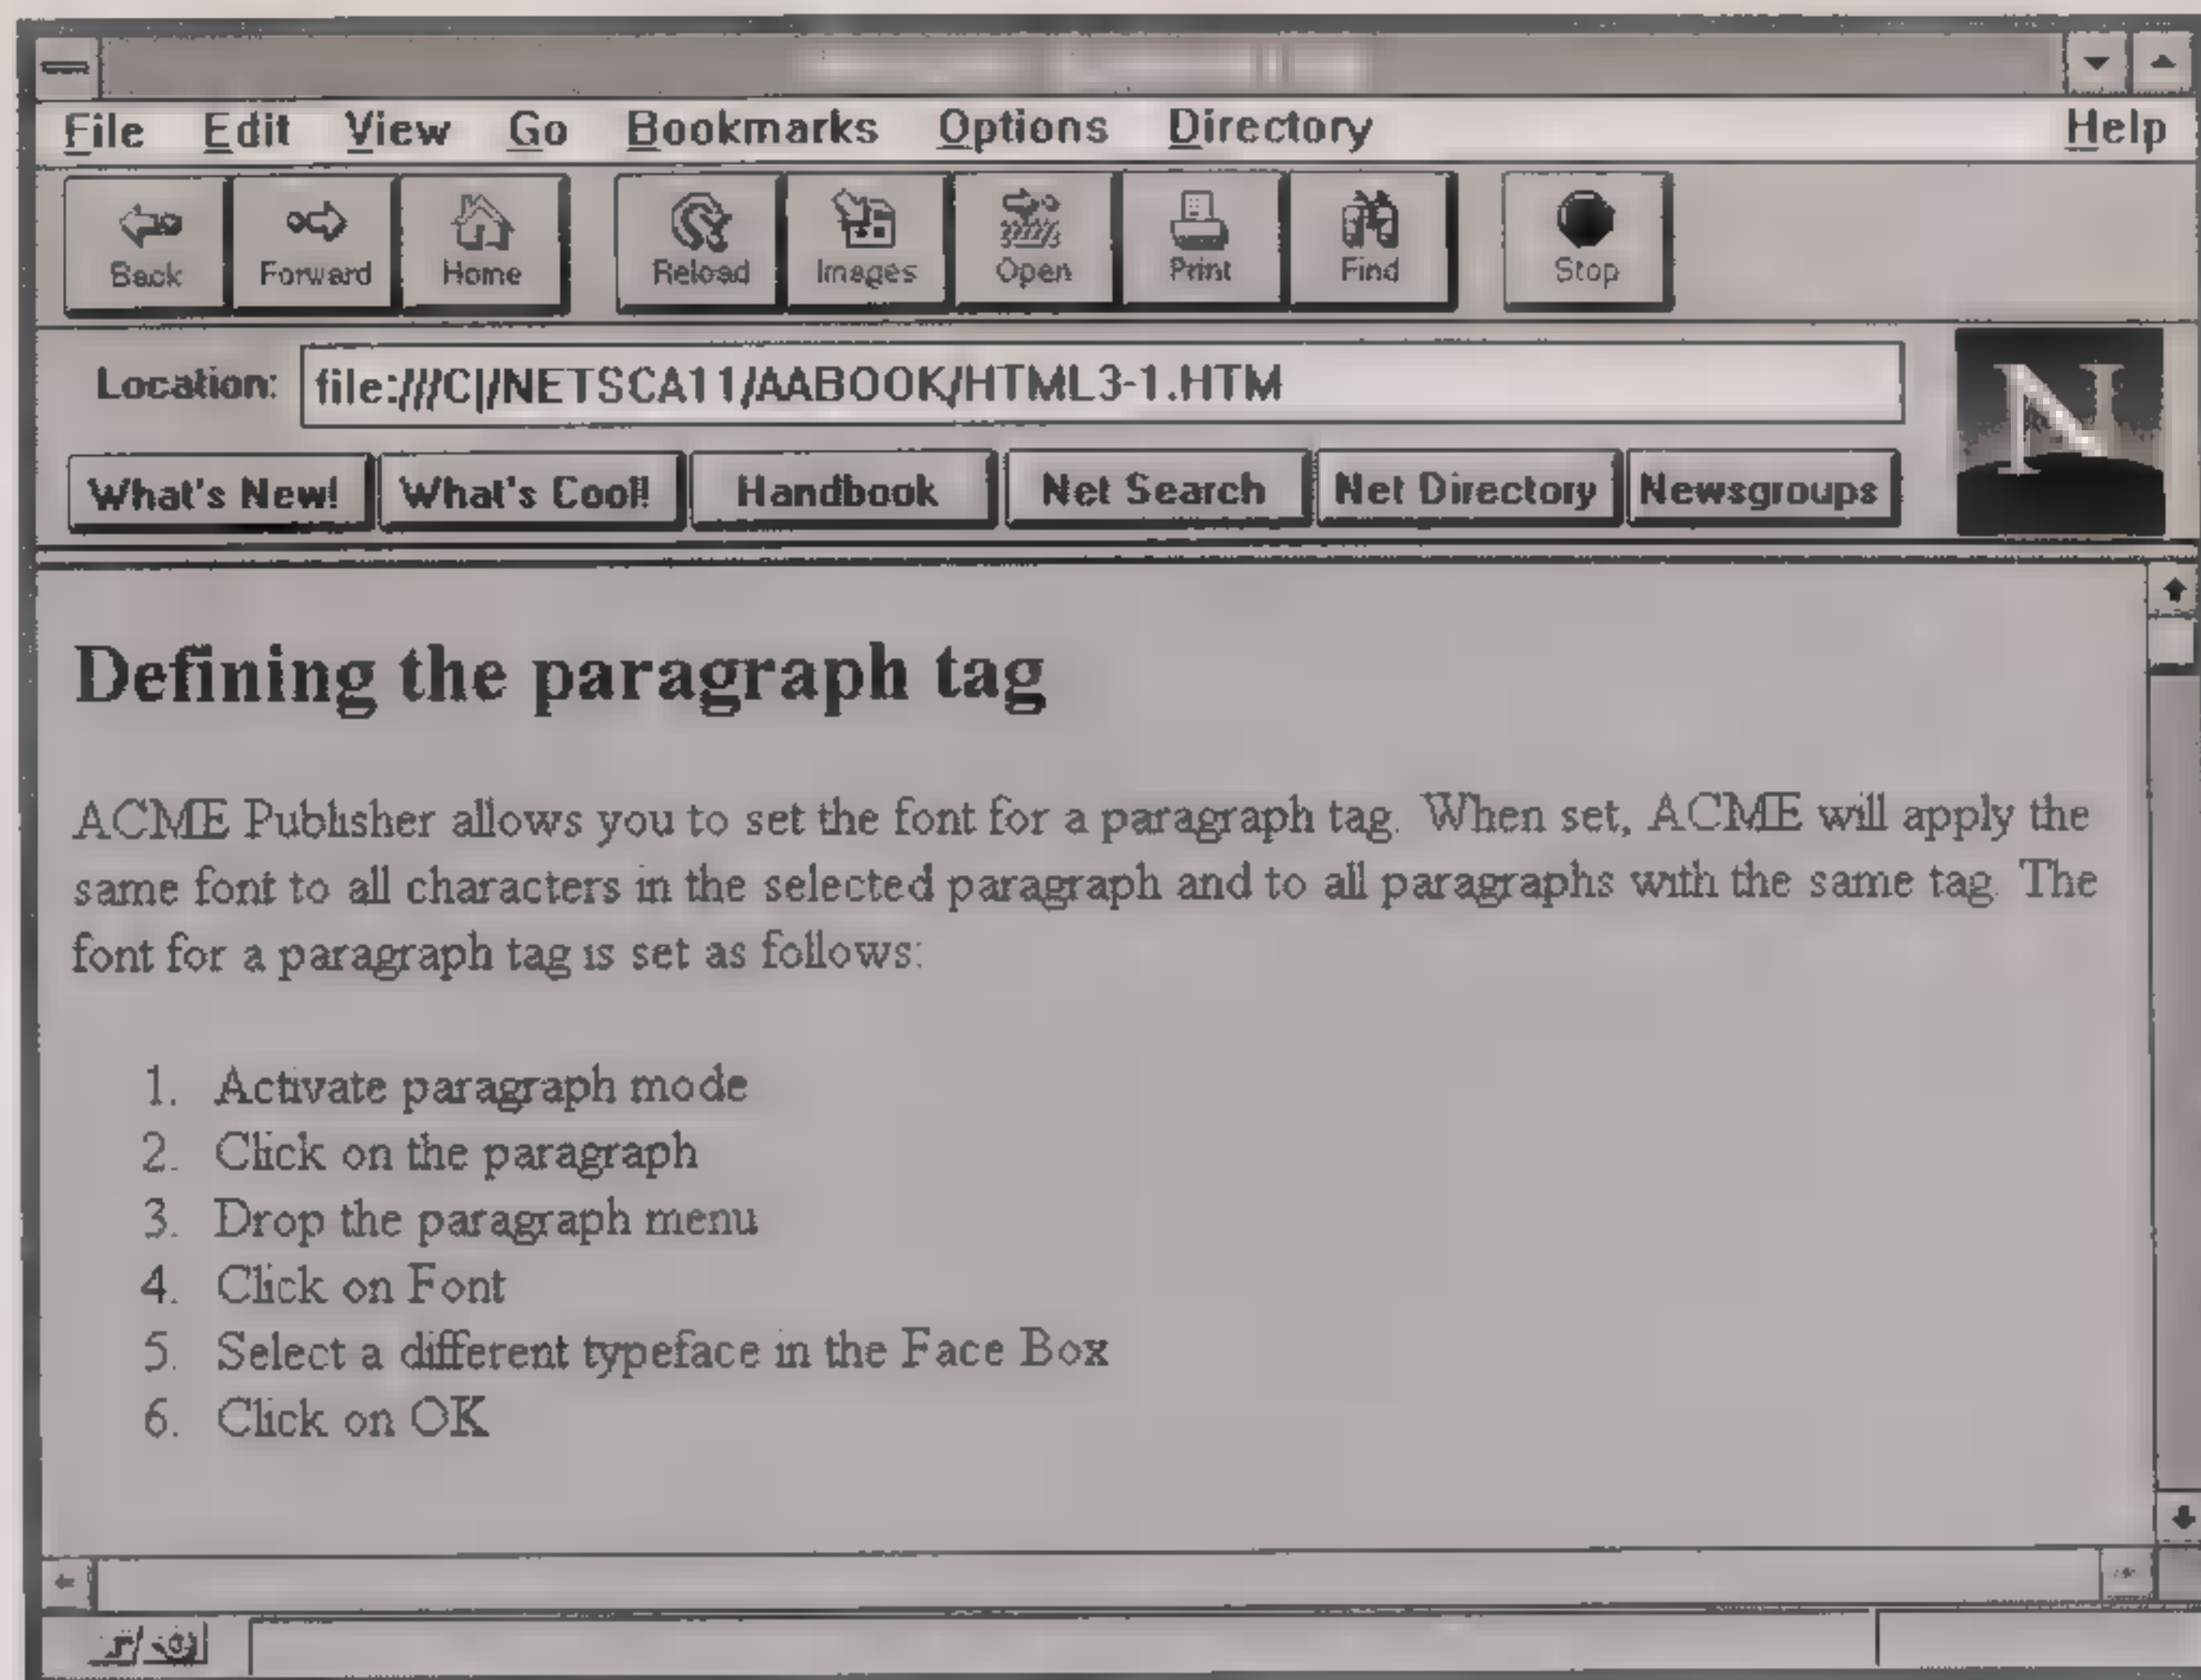 File Edit View Go Bookmarks Options Directory Help
Back Forward Home Reload Images Open Print Find Stop
Location: file:///C|/NETSCA11/AABOOK/HTML3-1.HTM
N
What's New! What's Cool! Handbook Net Search Net Directory Newsgroups
Defining the paragraph tag
ACME Publisher allows you to set the font for a paragraph tag. When set, ACME will apply the
same font to all characters in the selected paragraph and to all paragraphs with the same tag. The
font for a paragraph tag is set as follows:
1. Activate paragraph mode
2. Click on the paragraph
3. Drop the paragraph menu
4. Click on Font
5. Select a different typeface in the Face Box
6. Click on OK